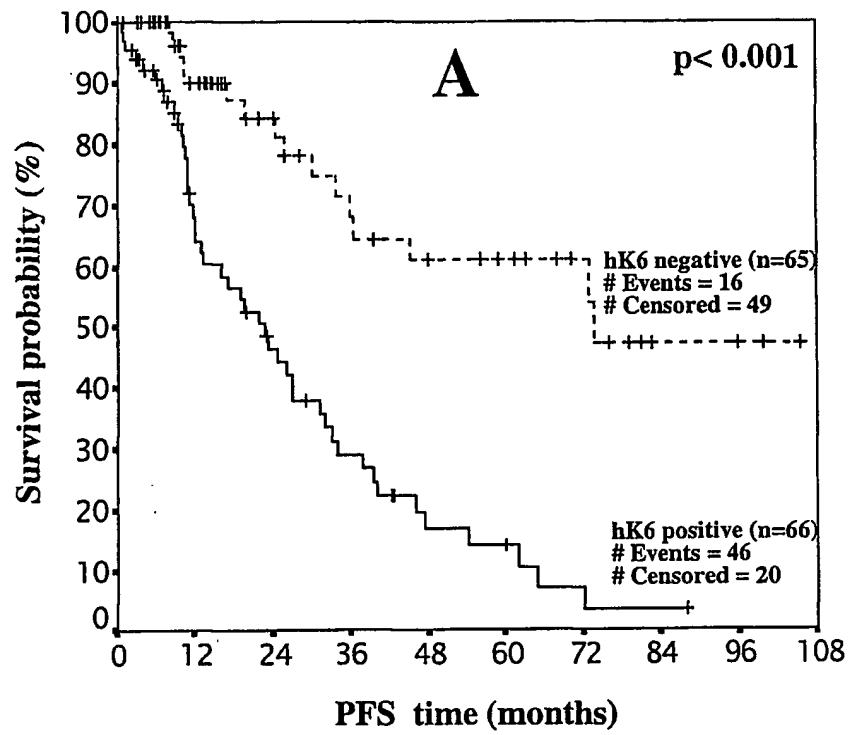 A
p< 0.001
Survival probability (%)
100
90
80
70
60
50
40
30
20
10
0
hK6 negative (n=65)
# Events = 16
# Censored = 49
hK6 positive (n=66)
# Events = 46
# Censored = 20
0 12 24 36 48 60 72 84 96 108
PFS time (months)